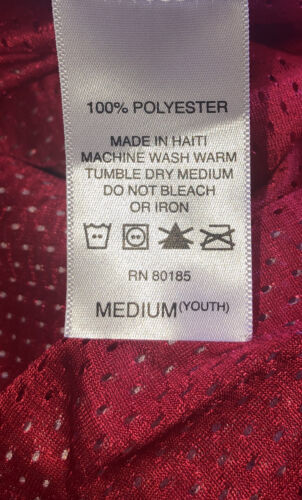 100% POLYESTER
MADE IN HAITI
MACHINE WASH WARM
TUMBLE DRY MEDIUM
DO NOT BLEACH
OR IRON
RN 80185
MEDIUM(YOUTH)